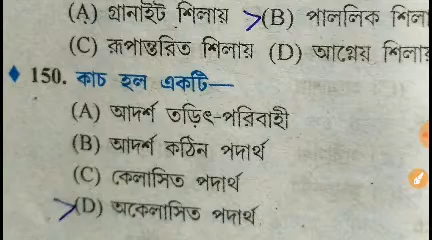 (A) গ্রানাইট শিলায় (B) পাললিক শিলা
(C) রূপান্তরিত শিলায় (D) আগ্নেয় শিলায়
150. কাচ হল একটি—
(A) আদর্শ তড়িৎ-পরিবাহী
(B) আদর্শ কঠিন পদার্থ
(C) কেলাসিত পদার্থ
(D) অকেলাসিত পদার্থ